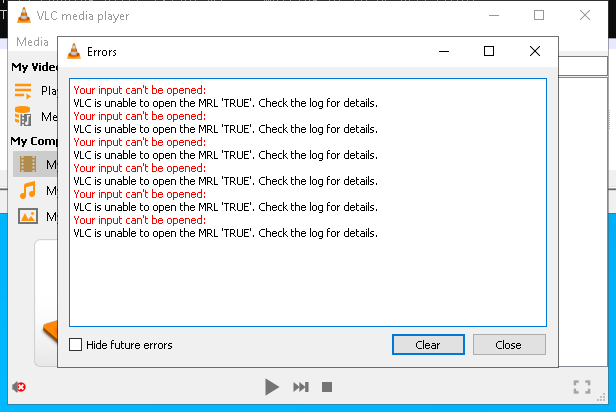 VLC media player
Media
Errors
My Video
Your input can't be opened:
VLC is unable to open the MRL 'TRUE'. Check the log for details.
Your input can't be opened:
VLC is unable to open the MRL 'TRUE'. Check the log for details.
Your input can't be opened:
VLC is unable to open the MRL 'TRUE'. Check the log for details.
Your input can't be opened:
VLC is unable to open the MRL 'TRUE'. Check the log for details.
Your input can't be opened:
VLC is unable to open the MRL 'TRUE'. Check the log for details.
Your input can't be opened:
VLC is unable to open the MRL 'TRUE'. Check the log for details.
Pla
Me
My Comp
My
My
My
Hide future errors
Clear
Close